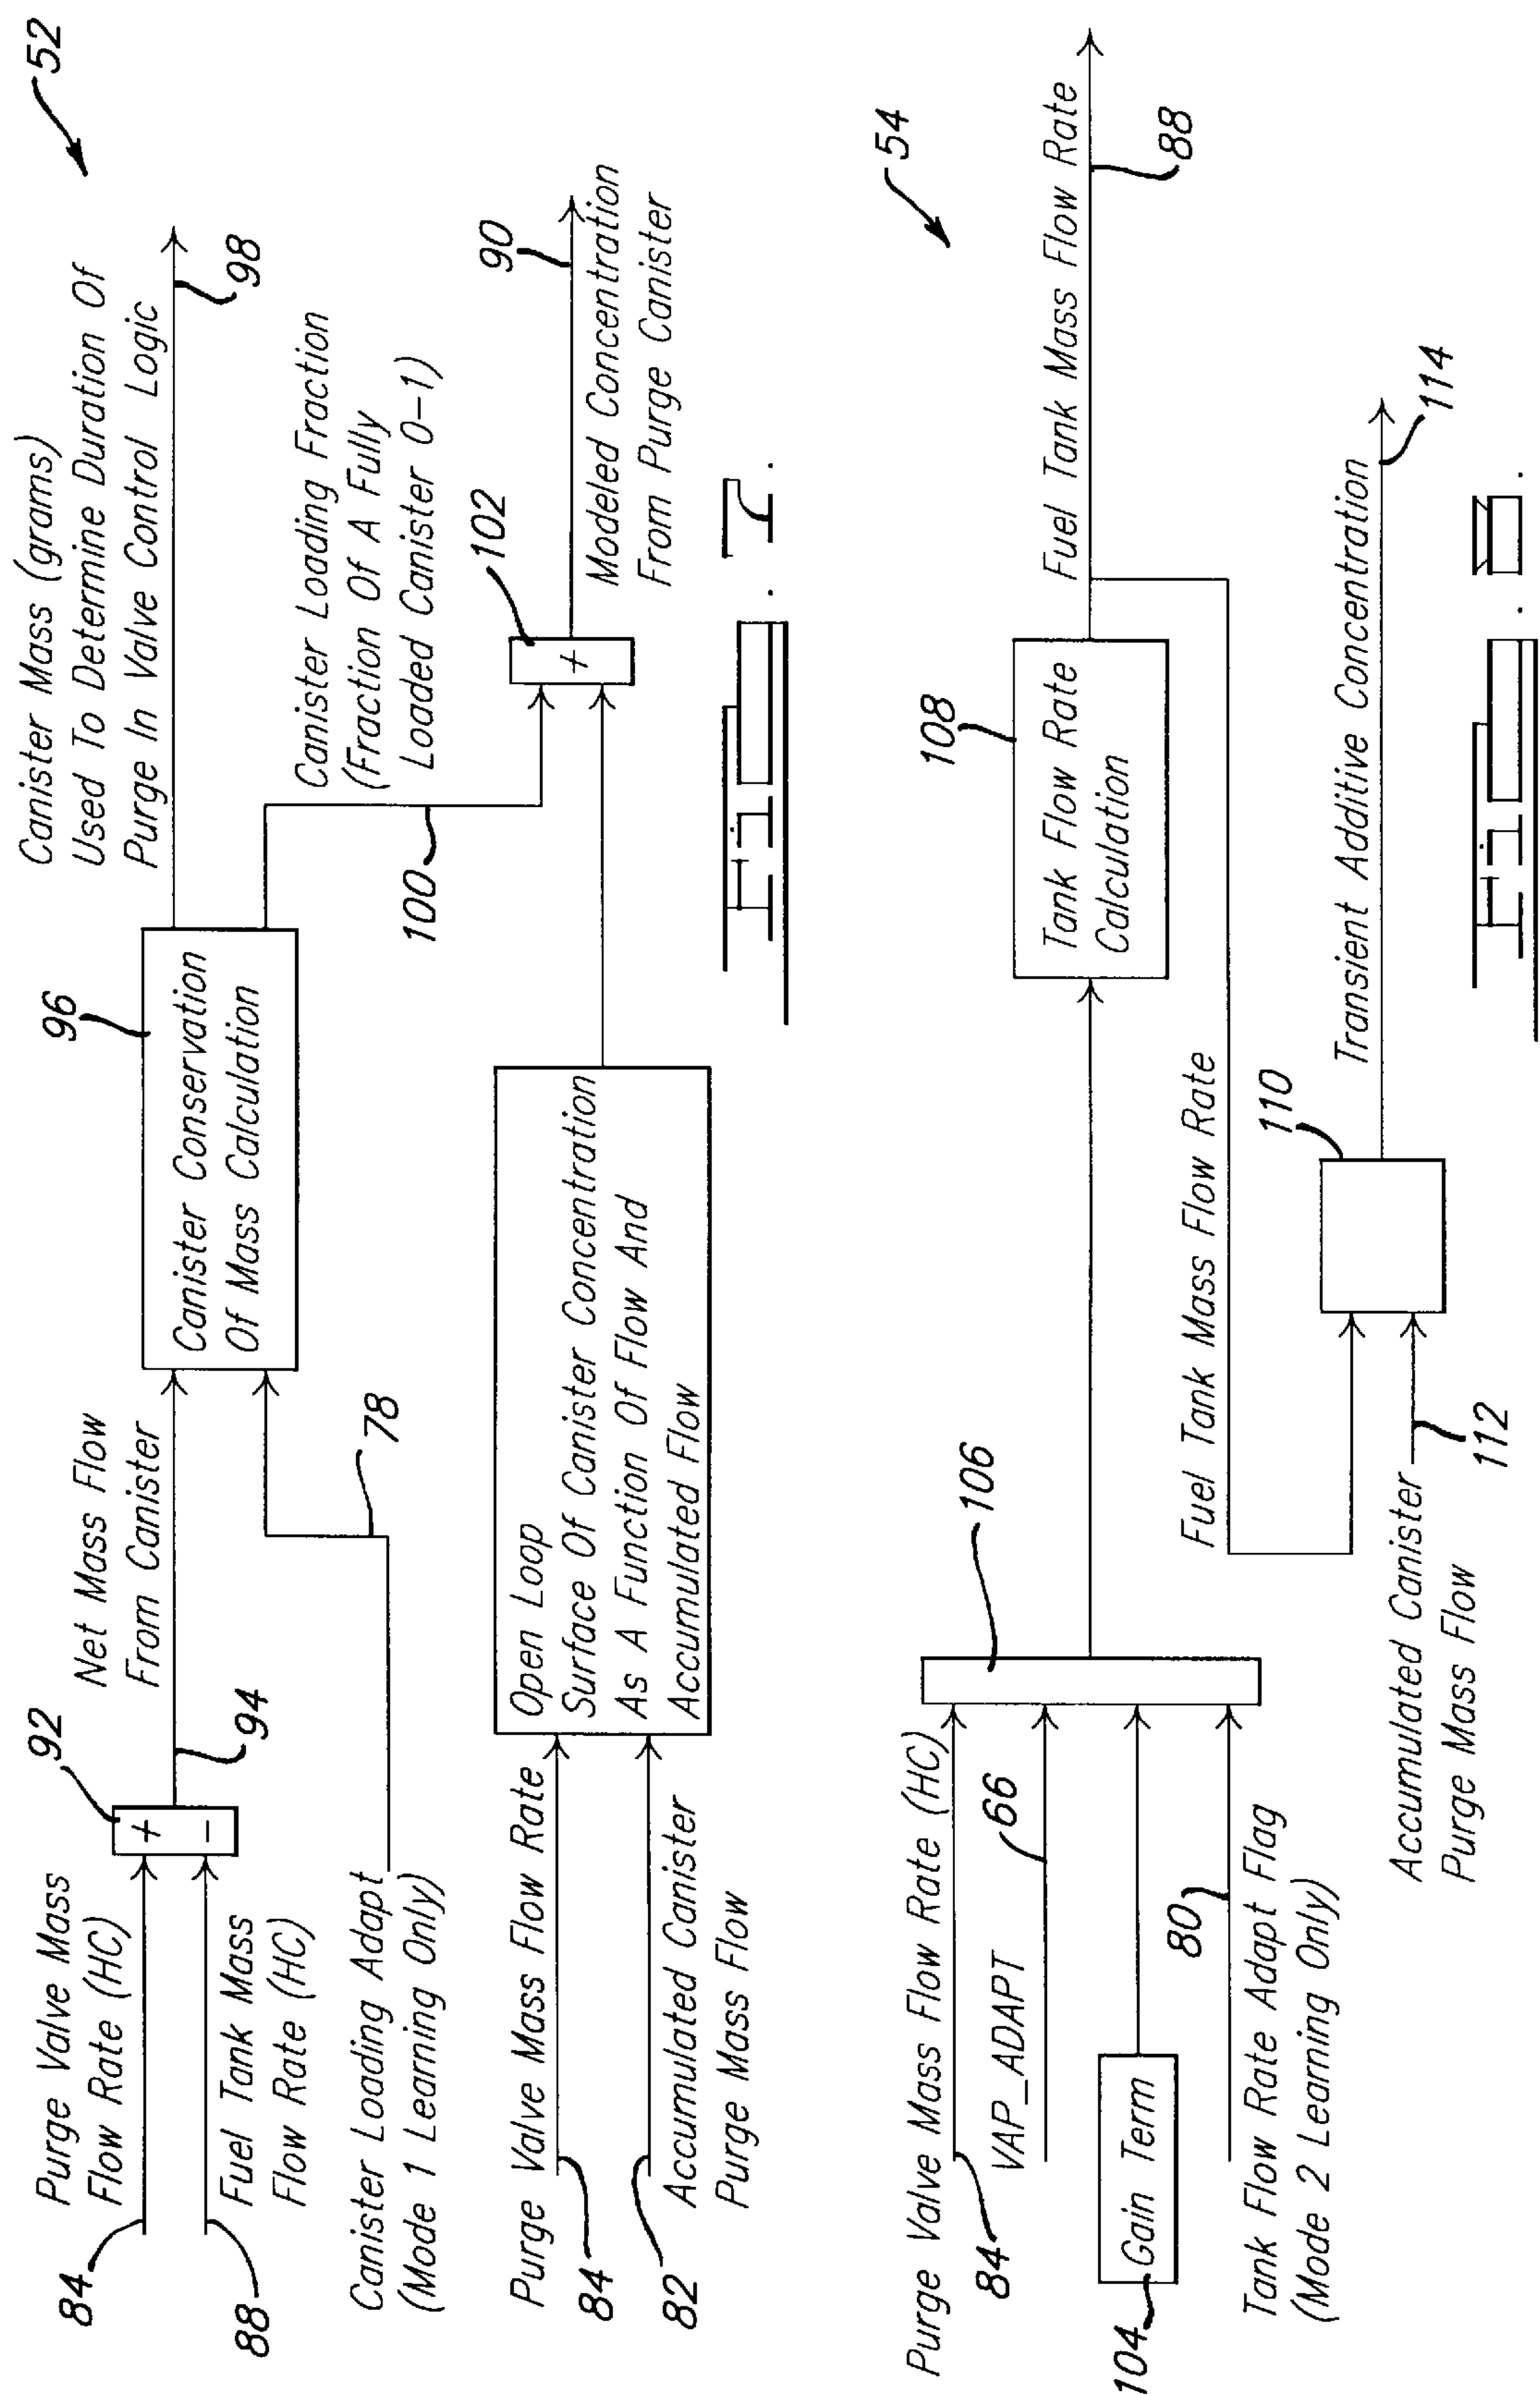 52
Canister Mass (grams)
Used To Determine Duration Of
Purge In Valve Control Logic
98
96
Canister Conservation
Of Mass Calculation
Net Mass Flow
From Canister
92
+
-
94
Purge Valve Mass
Flow Rate (HC)
84
Fuel Tank Mass
Flow Rate (HC)
88
Canister Loading Adapt
(Mode 1 Learning Only)
78
Canister Loading Fraction
(Fraction Of A Fully
Loaded Canister 0-1)
100
102
+
90
Modeled Concentration
From Purge Canister
Open Loop
Surface Of Canister Concentration
As A Function Of Flow And
Accumulated Flow
Purge Valve Mass Flow Rate
84
82
Accumulated Canister
Purge Mass Flow
Fig. 7.
54
Purge Valve Mass Flow Rate (HC)
84
VAP_ADAPT
66
104
Gain Term
80
Tank Flow Rate Adapt Flag
(Mode 2 Learning Only)
106
108
Tank Flow Rate
Calculation
Fuel Tank Mass Flow Rate
88
Fuel Tank Mass Flow Rate
110
Accumulated Canister
Purge Mass Flow
112
Transient Additive Concentration
114
Fig. 8.